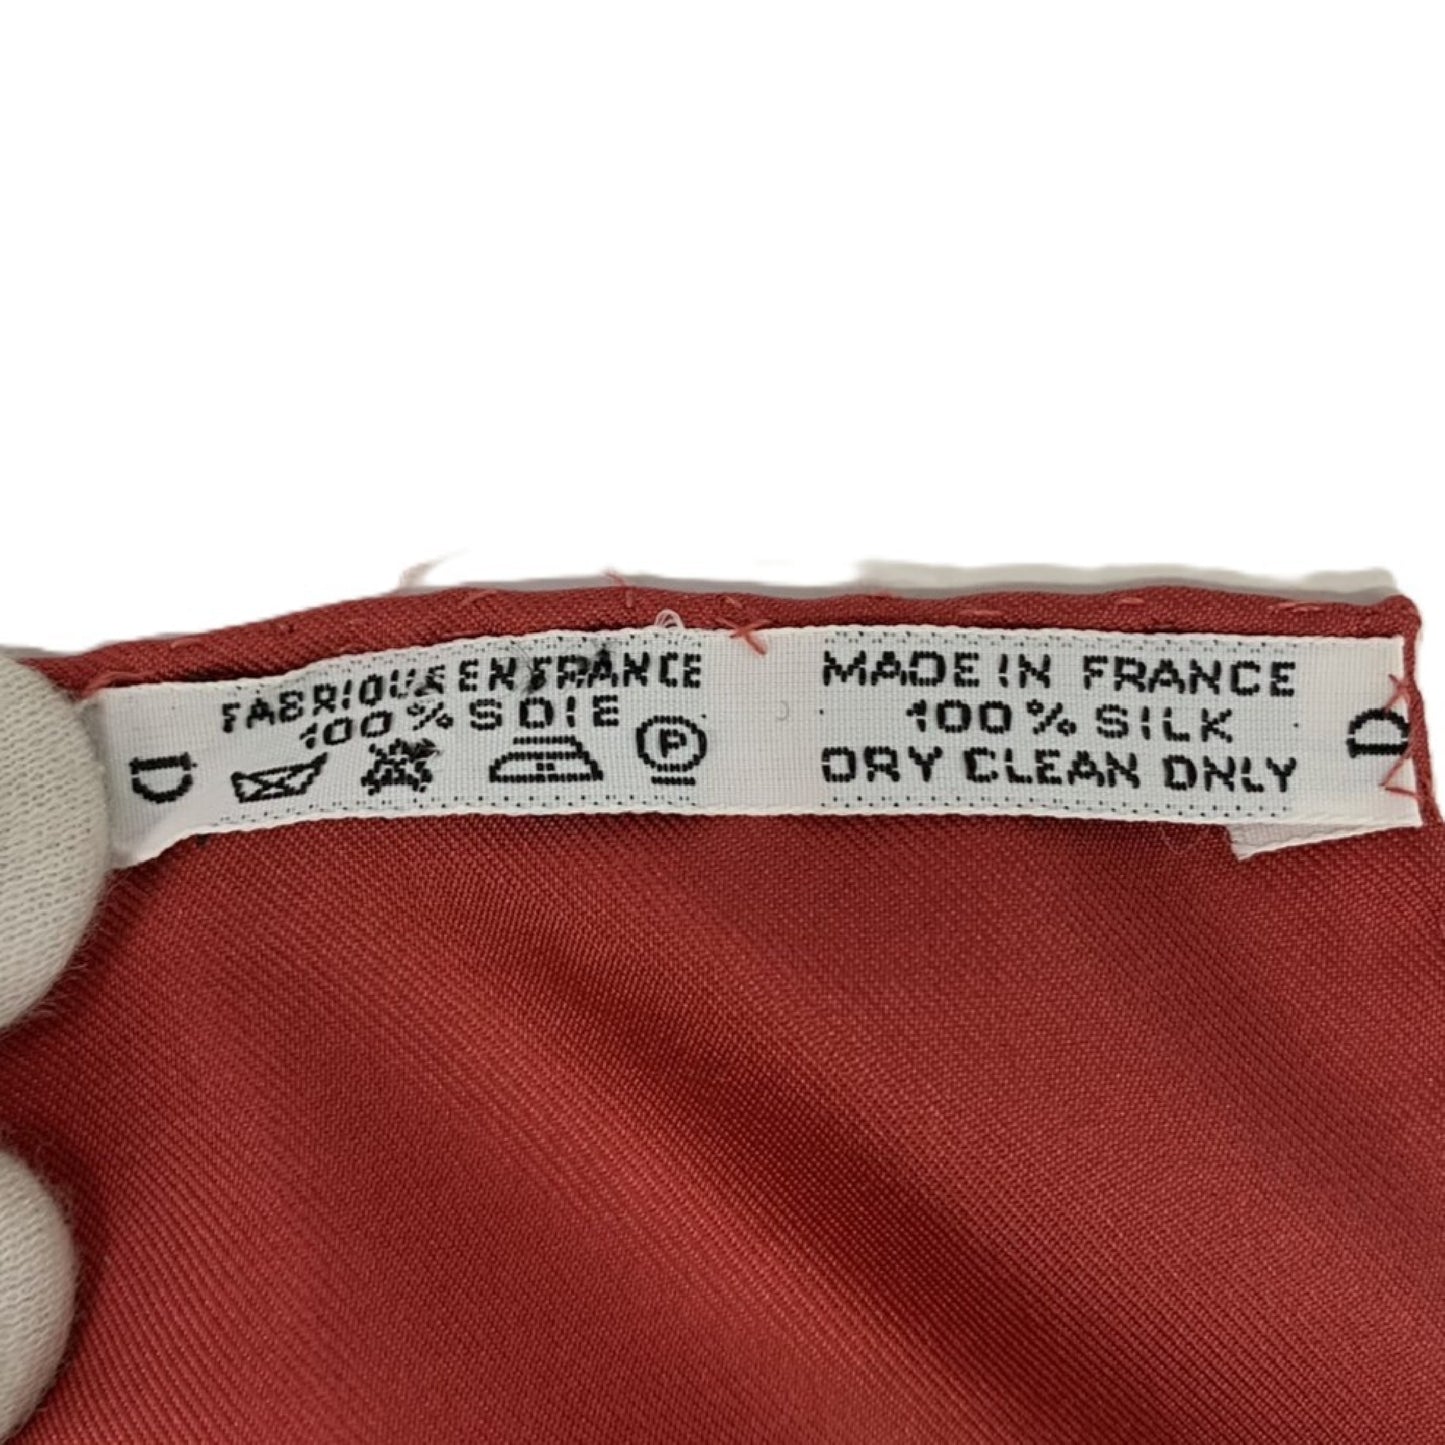 FABRIQUE EN FRANCE
100% SOIE
P
D
MADE IN FRANCE
100% SILK
DRY CLEAN ONLY
D